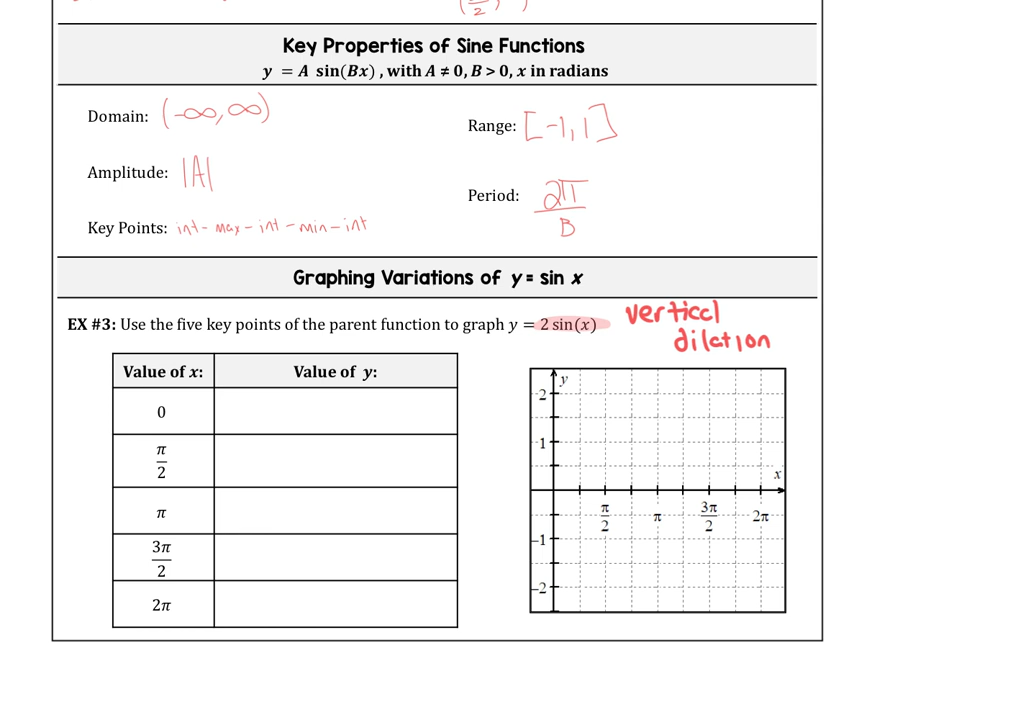 2
Key Properties of Sine Functions
y = A sin(Bx) , with A ≠ 0, B > 0, x in radians
Domain: (-∞, ∞)
Range: [-1, 1]
Amplitude: |A|
Period: 2π/B
Key Points: int - max - int - min - int
Graphing Variations of y = sin x
EX #3: Use the five key points of the parent function to graph y = 2 sin(x)
verticcl
dilction
Value of x: Value of y:
0
π/2
π
3π/2
2π
y
2
1
x
π/2 π 3π/2 2π
-1
-2